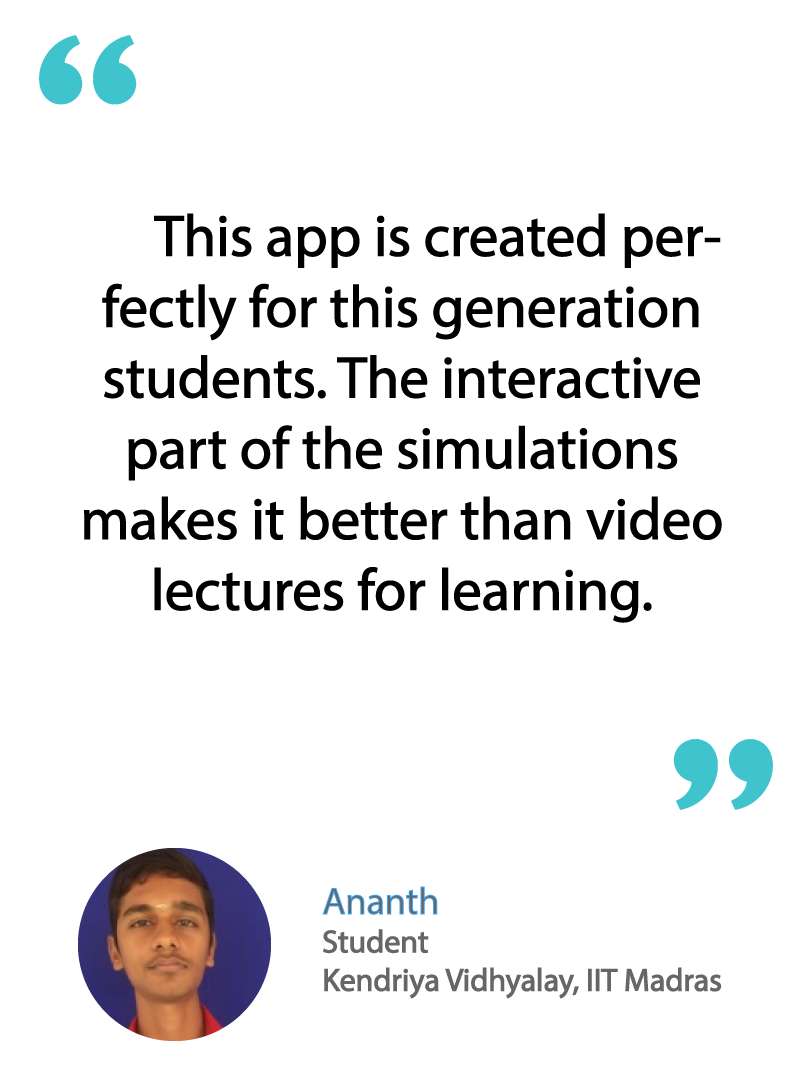 “
This app is created per-
fectly for this generation
students. The interactive
part of the simulations
makes it better than video
lectures for learning.
”
Ananth
Student
Kendriya Vidhyalay, IIT Madras